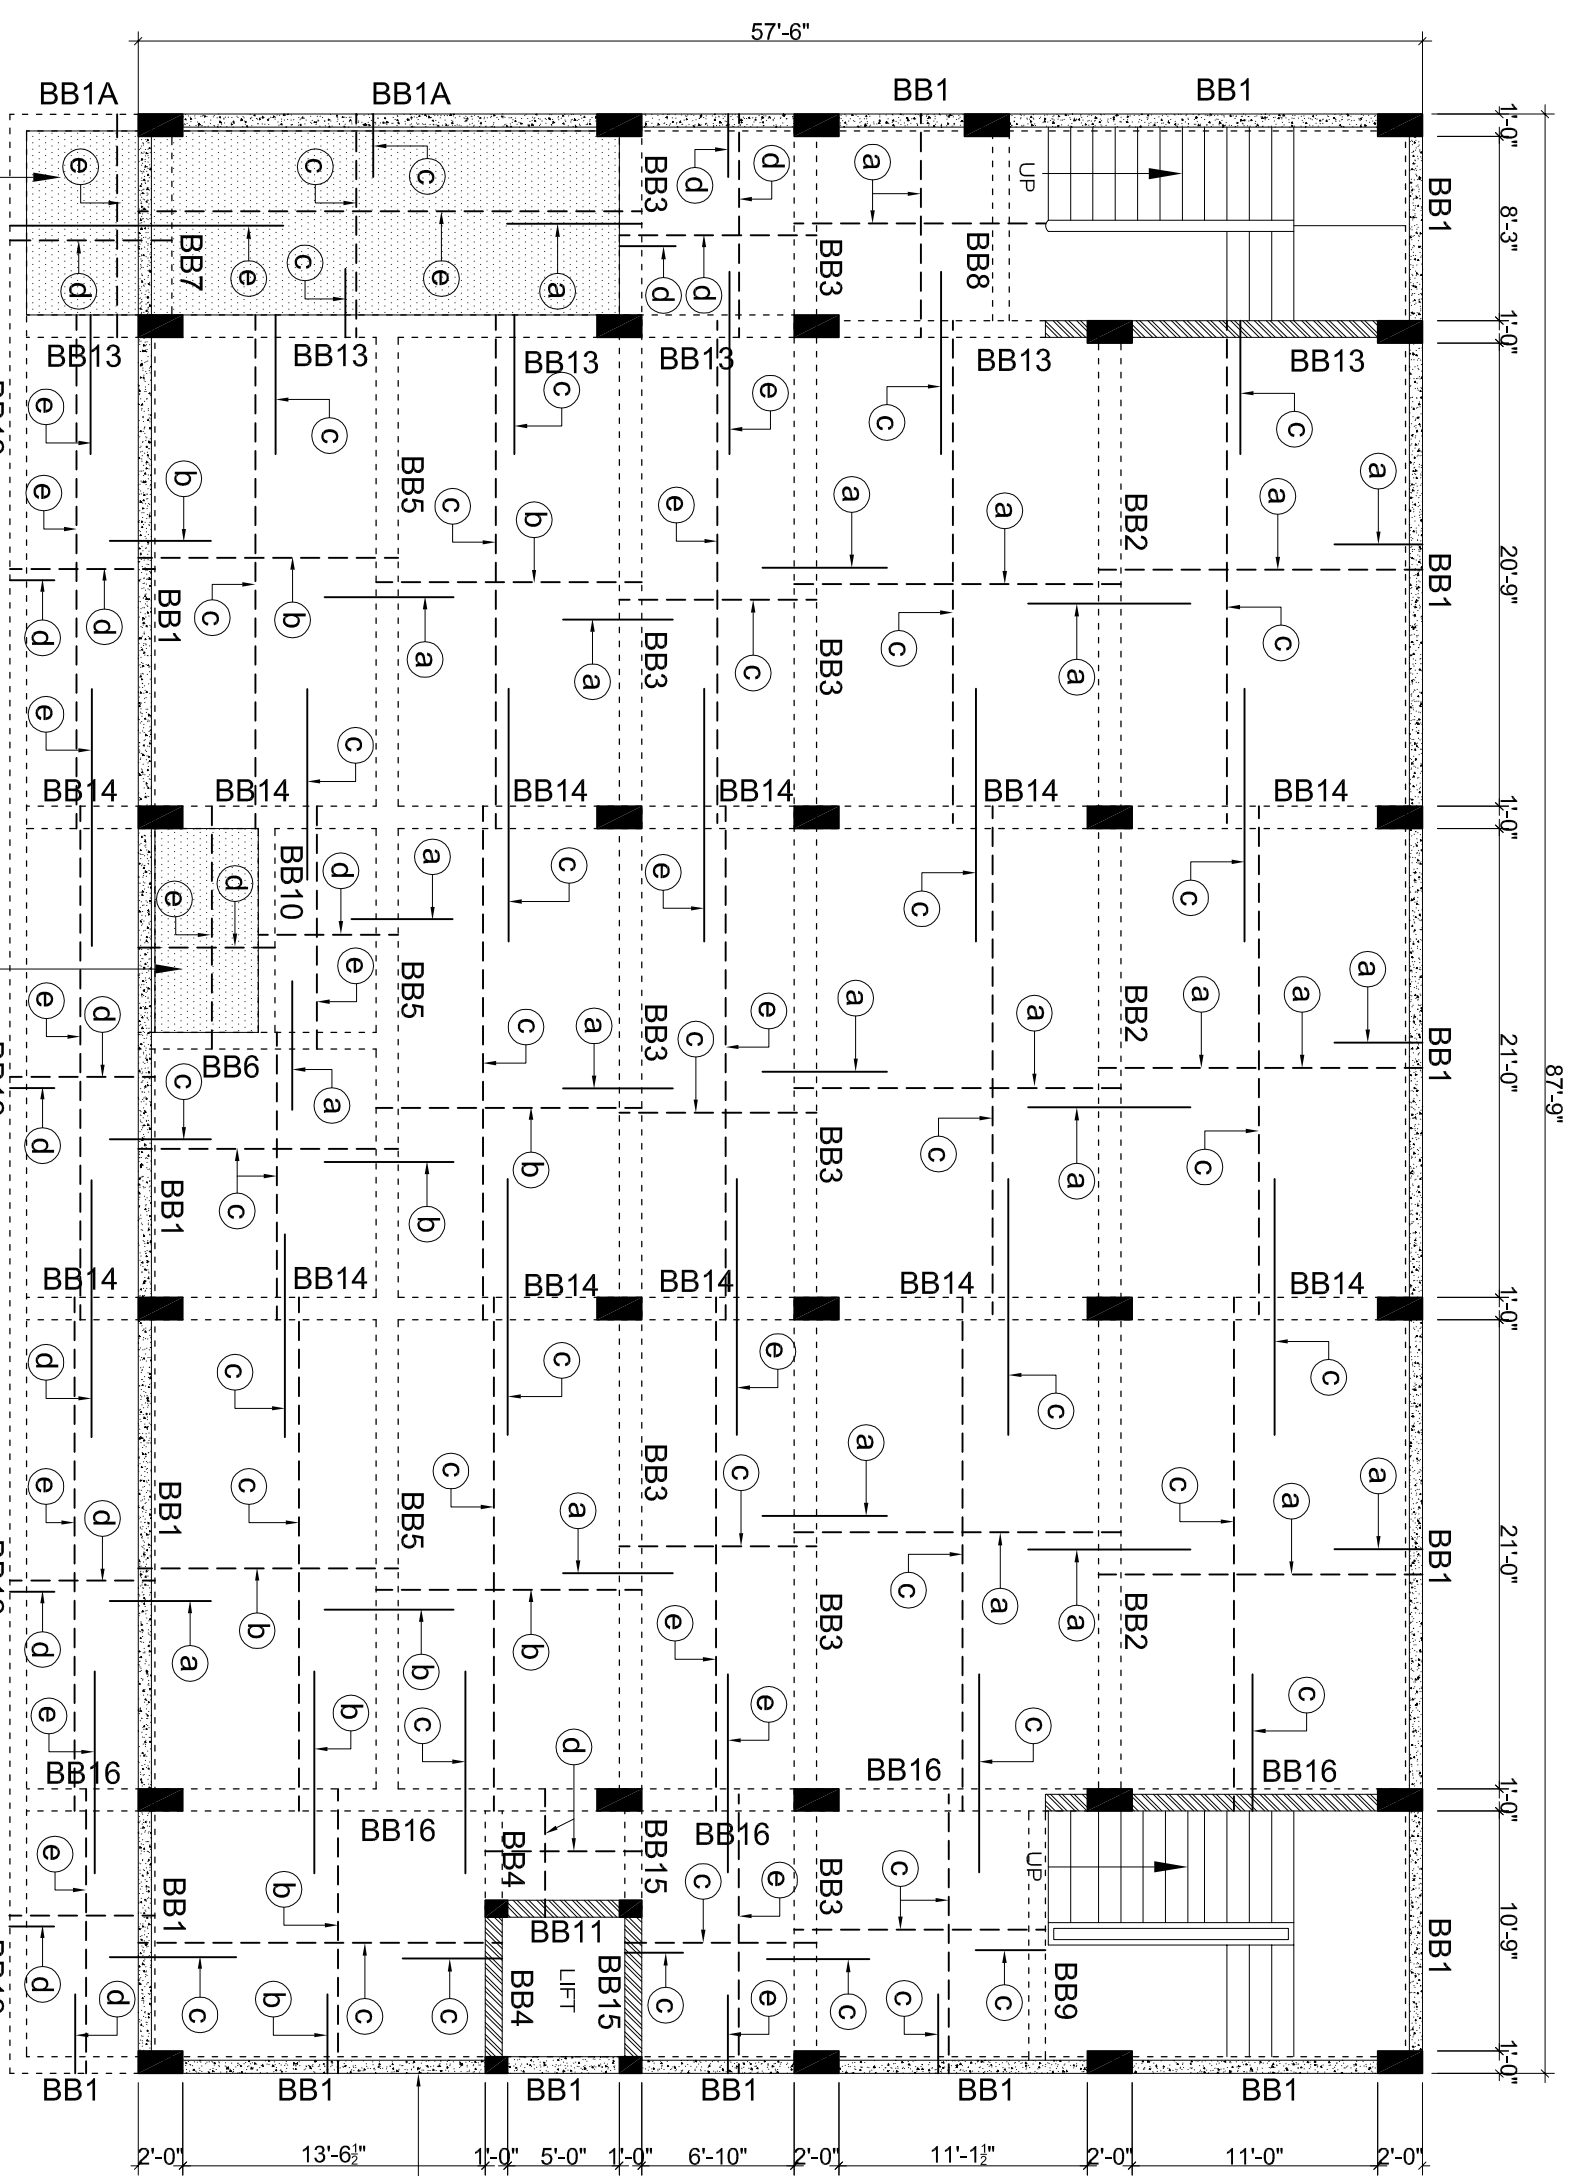 57'-6"
BB1A
BB1A
BB1
BB1
1'-0"
BB1
8'-3"
UP
BB3
BB3
BB8
BB7
e
c
c
d
d
a
d
e
c
e
a
d
d
1'-0"
BB13
BB13
BB13
BB13
BB13
BB13
e
c
c
e
c
c
e
b
BB5
c
b
e
a
a
BB2
a
a
20'-9"
BB1
BB1
d
d
c
b
a
a
BB3
c
BB3
c
a
c
e
c
BB14
BB14
BB14
BB14
BB14
BB14
1'-0"
BB10
e
d
d
a
c
e
c
c
e
BB5
e
d
BB3
a
c
c
e
a
a
BB2
a
a
a
BB1
21'-0"
87'-9"
BB6
c
a
d
BB1
c
b
b
BB3
c
a
c
BB14
BB14
BB14
BB14
BB14
BB14
1'-0"
d
c
c
e
c
c
e
d
BB1
c
BB5
c
a
BB3
c
a
c
a
a
BB1
21'-0"
d
a
b
b
b
e
BB3
c
a
a
BB2
e
b
c
d
e
c
c
BB16
BB16
BB16
1'-0"
BB16
BB16
BB4
BB15
BB3
UP
e
b
BB1
c
e
c
BB11
10'-9"
BB1
LIFT
BB4
BB15
BB9
d
d
c
b
c
c
c
e
c
c
c
1'-0"
BB1
BB1
BB1
BB1
BB1
BB1
2'-0"
13'-6½"
1'-0"
5'-0"
1'-0"
6'-10"
2'-0"
11'-1½"
2'-0"
11'-0"
2'-0"